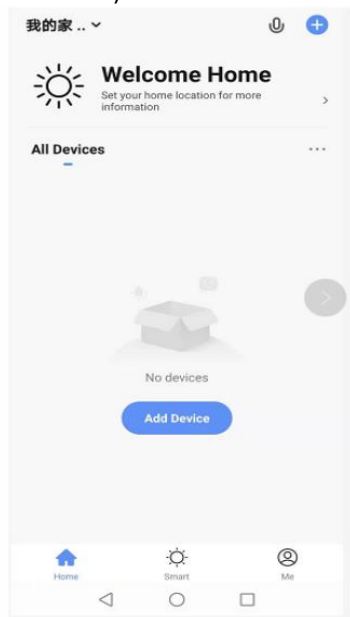 我的家 ..
Welcome Home
Set your home location for more
information
All Devices
No devices
Add Device
Home
Smart
Me